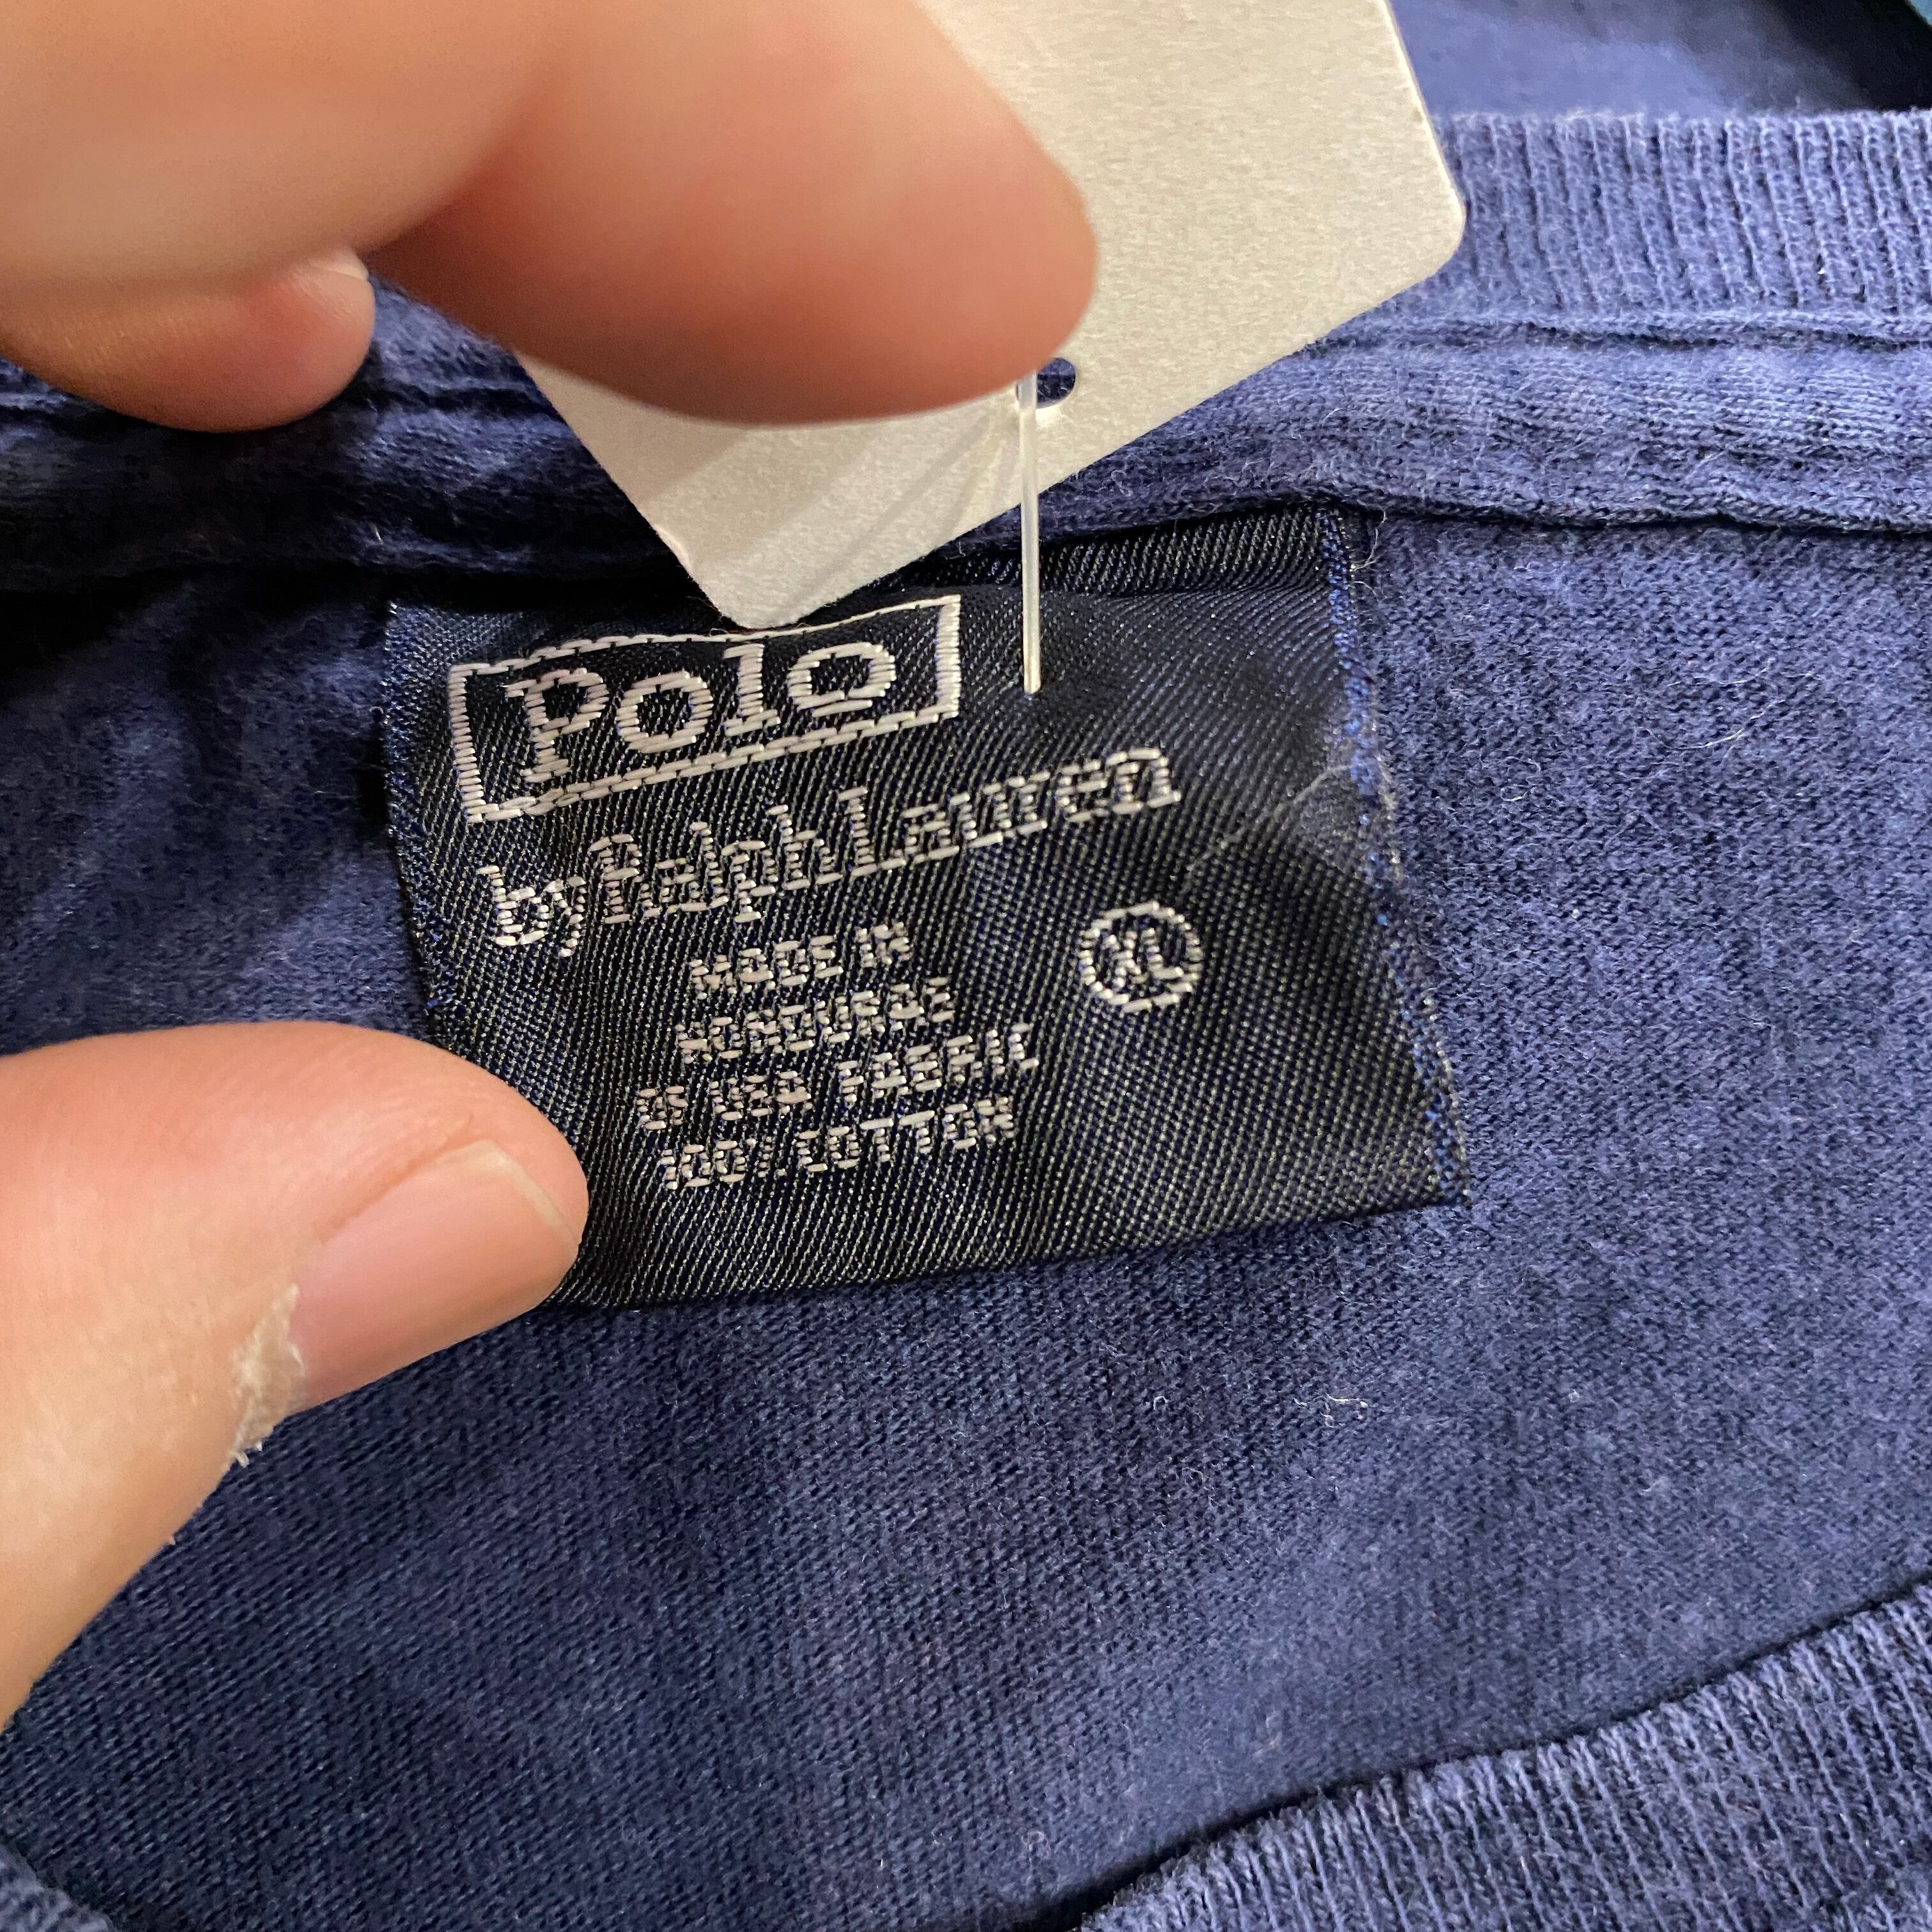 Polo
by Ralph Lauren
MADE IN
HONDURAS
XL
OF USA FABRIC
100% COTTON